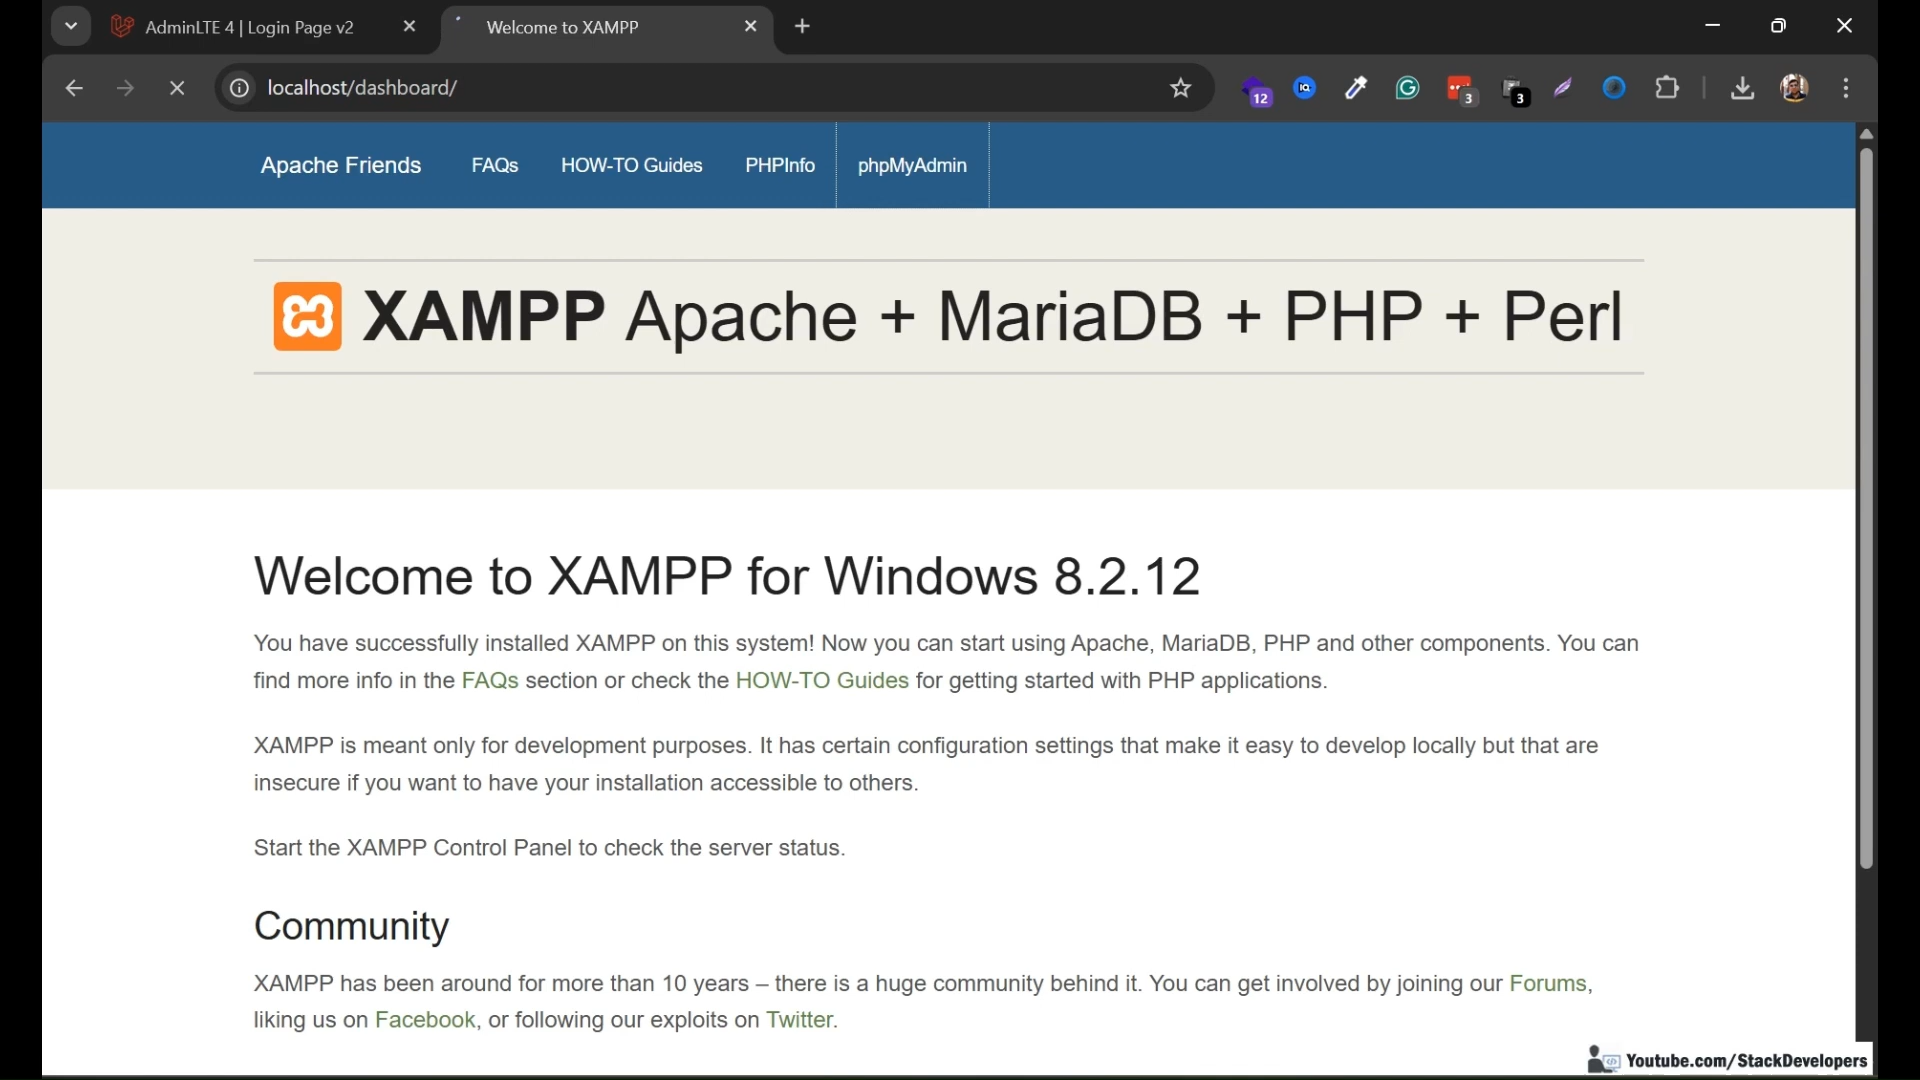 AdminLTE 4 | Login Page v2
Welcome to XAMPP
localhost/dashboard/
12
IQ
3
3
Apache Friends
FAQs
HOW-TO Guides
PHPInfo
phpMyAdmin
XAMPP Apache + MariaDB + PHP + Perl
Welcome to XAMPP for Windows 8.2.12
You have successfully installed XAMPP on this system! Now you can start using Apache, MariaDB, PHP and other components. You can
find more info in the FAQs section or check the HOW-TO Guides for getting started with PHP applications.
XAMPP is meant only for development purposes. It has certain configuration settings that make it easy to develop locally but that are
insecure if you want to have your installation accessible to others.
Start the XAMPP Control Panel to check the server status.
Community
XAMPP has been around for more than 10 years – there is a huge community behind it. You can get involved by joining our Forums,
liking us on Facebook, or following our exploits on Twitter.
Youtube.com/StackDevelopers